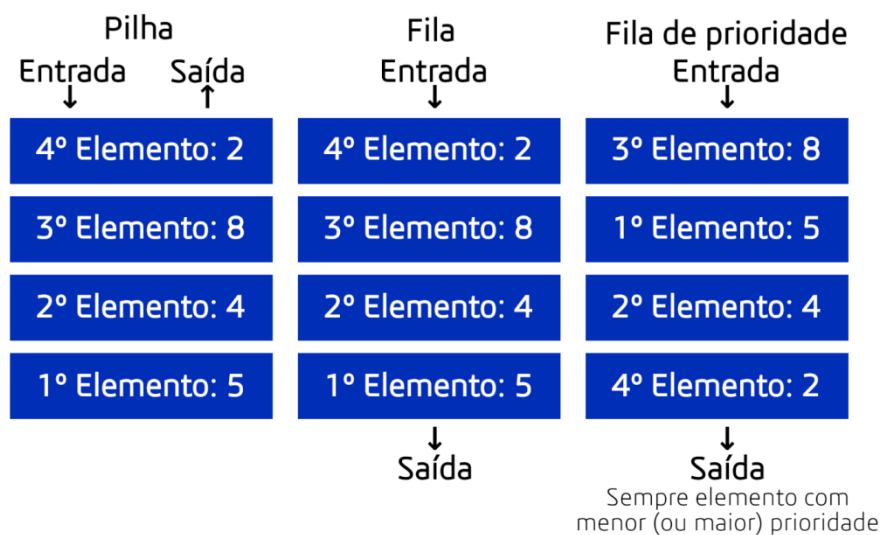 Pilha
Entrada Saída
↓ ↑
4º Elemento: 2
3º Elemento: 8
2º Elemento: 4
1º Elemento: 5
Fila
Entrada
↓
4º Elemento: 2
3º Elemento: 8
2º Elemento: 4
1º Elemento: 5
↓
Saída
Fila de prioridade
Entrada
↓
3º Elemento: 8
1º Elemento: 5
2º Elemento: 4
4º Elemento: 2
↓
Saída
Sempre elemento com
menor (ou maior) prioridade